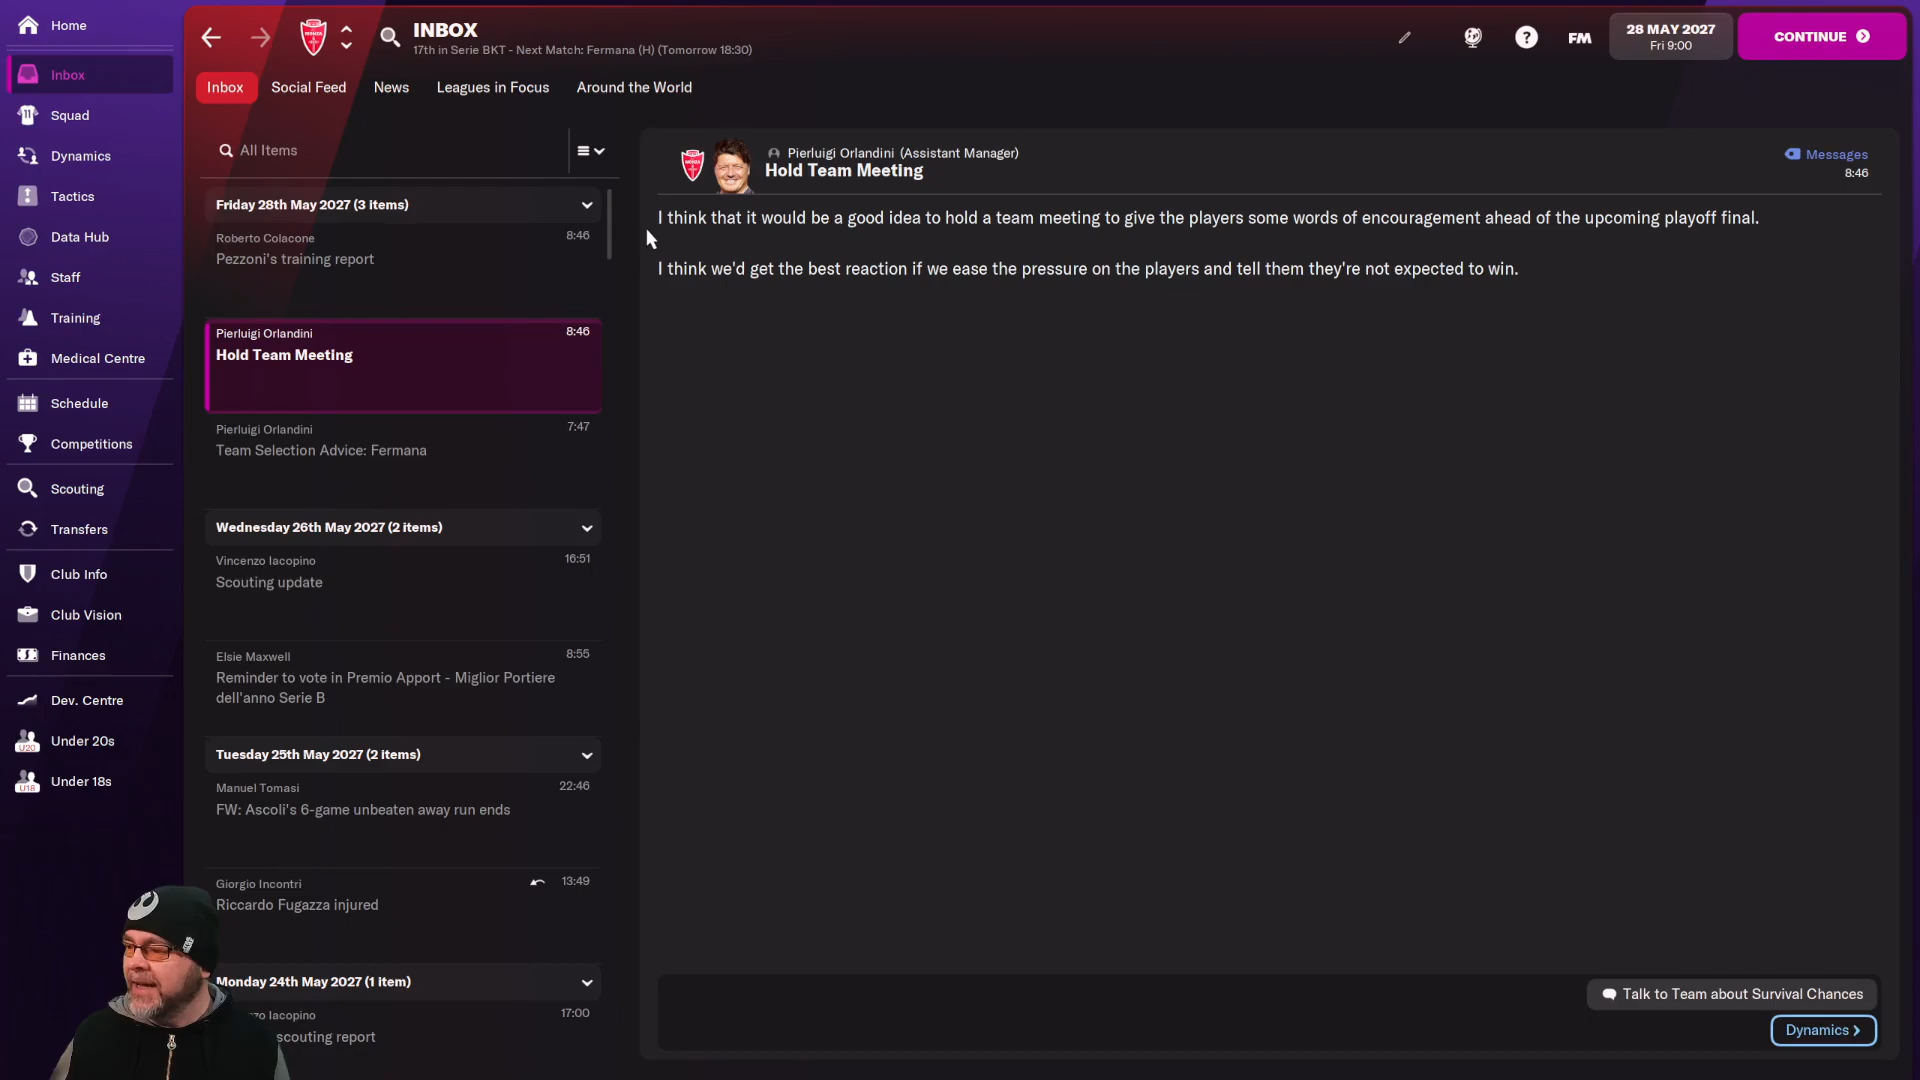 Home
Inbox
Squad
Dynamics
Tactics
Data Hub
Staff
Training
Medical Centre
Schedule
Competitions
Scouting
Transfers
Club Info
Club Vision
Finances
Dev. Centre
U20
Under 20s
U18
Under 18s
MONZA
INBOX
17th in Serie BKT - Next Match: Fermana (H) (Tomorrow 18:30)
?
FM
28 MAY 2027
Fri 9:00
CONTINUE
Inbox
Social Feed
News
Leagues in Focus
Around the World
All Items
Friday 28th May 2027 (3 items)
Roberto Colacone
8:46
Pezzoni's training report
Pierluigi Orlandini
8:46
Hold Team Meeting
Pierluigi Orlandini
7:47
Team Selection Advice: Fermana
Wednesday 26th May 2027 (2 items)
Vincenzo Iacopino
16:51
Scouting update
Elsie Maxwell
8:55
Reminder to vote in Premio Apport - Miglior Portiere
dell'anno Serie B
Tuesday 25th May 2027 (2 items)
Manuel Tomasi
22:46
FW: Ascoli's 6-game unbeaten away run ends
Giorgio Incontri
13:49
Riccardo Fugazza injured
Monday 24th May 2027 (1 item)
zo Iacopino
17:00
scouting report
MONZA
Pierluigi Orlandini (Assistant Manager)
Hold Team Meeting
Messages
8:46
I think that it would be a good idea to hold a team meeting to give the players some words of encouragement ahead of the upcoming playoff final.
I think we'd get the best reaction if we ease the pressure on the players and tell them they're not expected to win.
Talk to Team about Survival Chances
Dynamics >